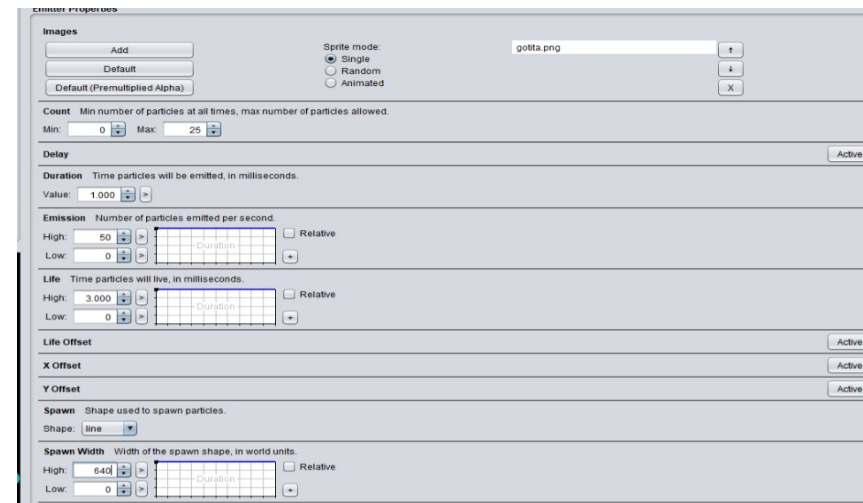 Emitter Properties
Images
Add
Default
Default (Premultiplied Alpha)
Sprite mode:
Single
Random
Animated
gotita.png
↑
↓
X
Count Min number of particles at all times, max number of particles allowed.
Min: 0 Max: 25
Delay Active
Duration Time particles will be emitted, in milliseconds.
Value: 1.000 >
Emission Number of particles emitted per second.
High: 50 > Duration Relative
Low: 0 > +
Life Time particles will live, in milliseconds.
High: 3.000 > Duration Relative
Low: 0 > +
Life Offset Active
X Offset Active
Y Offset Active
Spawn Shape used to spawn particles.
Shape: line
Spawn Width Width of the spawn shape, in world units.
High: 640 > Duration Relative
Low: 0 > +